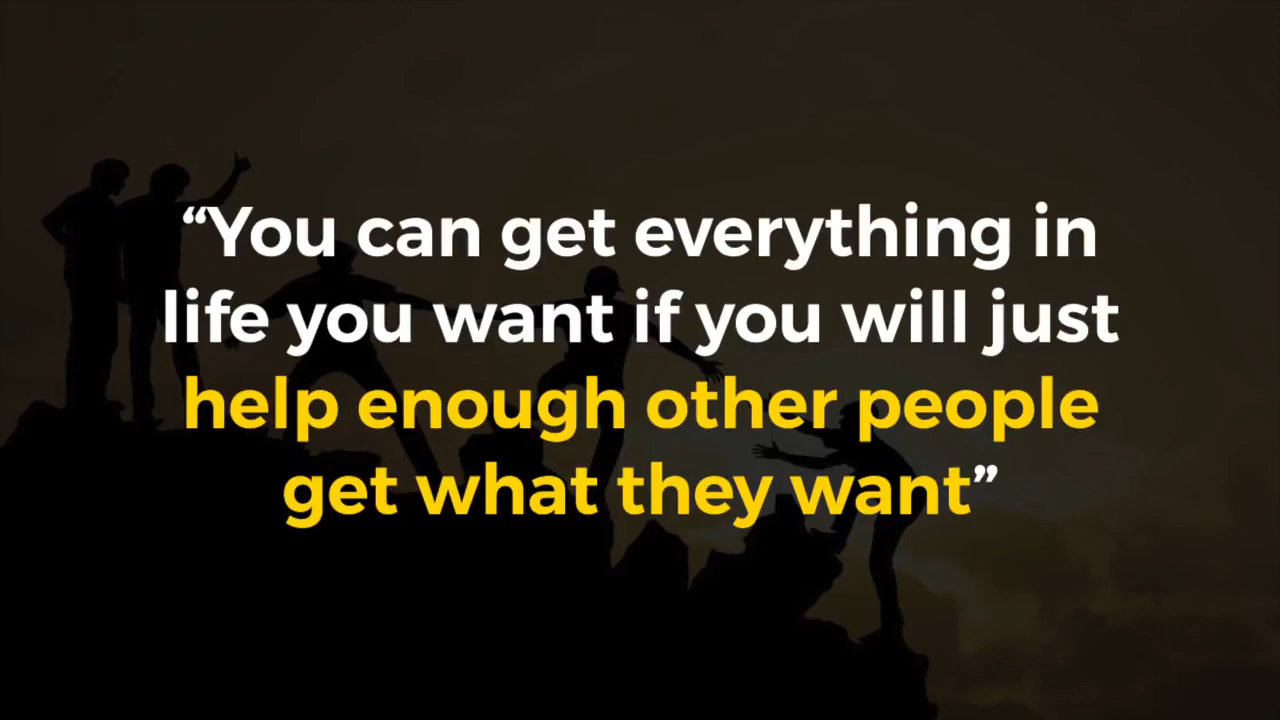 “You can get everything in
life you want if you will just
help enough other people
get what they want”